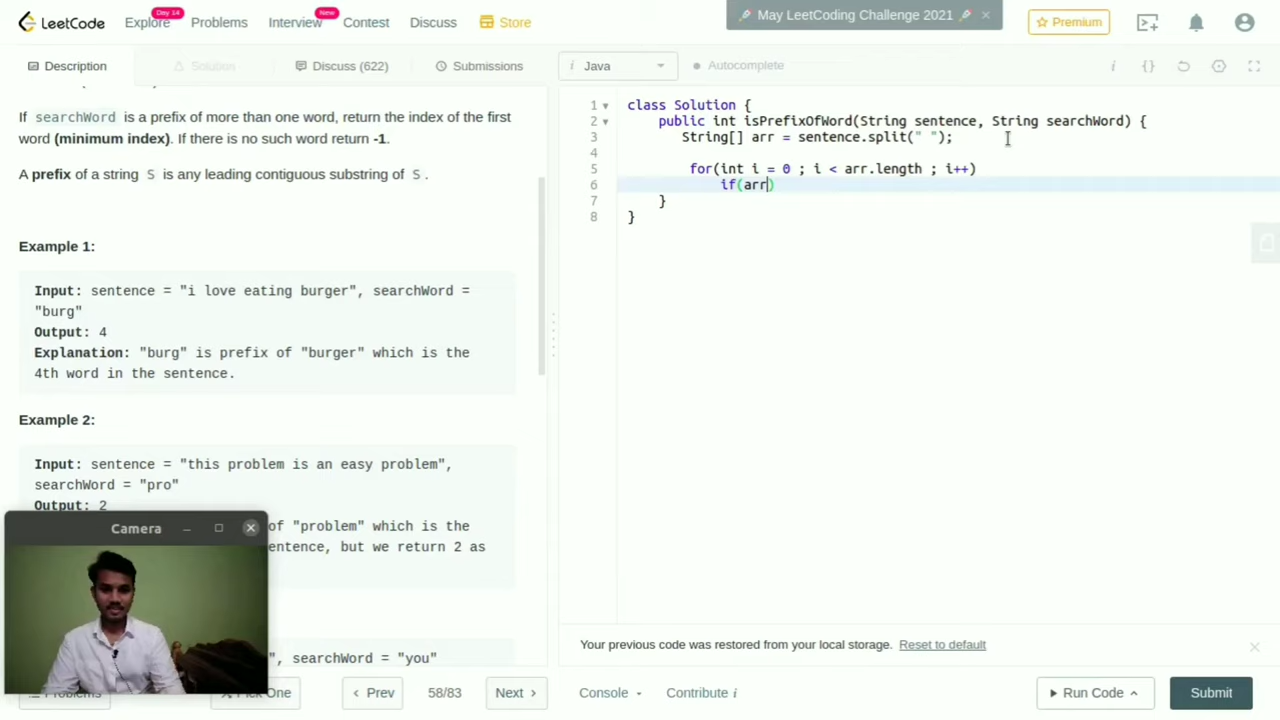 LeetCode Explore Day 14 Problems Interview New Contest Discuss Store May LeetCoding Challenge 2021 Premium
Description Solution Discuss (622) Submissions
i Java Autocomplete
If searchWord is a prefix of more than one word, return the index of the first
word (minimum index). If there is no such word return -1.
A prefix of a string S is any leading contiguous substring of S.
Example 1:
Input: sentence = "i love eating burger", searchWord =
"burg"
Output: 4
Explanation: "burg" is prefix of "burger" which is the
4th word in the sentence.
Example 2:
Input: sentence = "this problem is an easy problem",
searchWord = "pro"
Output: 2
of "problem" which is the
entence, but we return 2 as
", searchWord = "you"
Camera
1 class Solution {
2 public int isPrefixOfWord(String sentence, String searchWord) {
3 String[] arr = sentence.split(" ");
4
5 for(int i = 0 ; i < arr.length ; i++)
6 if(arr)
7 }
8 }
Your previous code was restored from your local storage. Reset to default
Problems Pick One Prev 58/83 Next Console Contribute i Run Code Submit